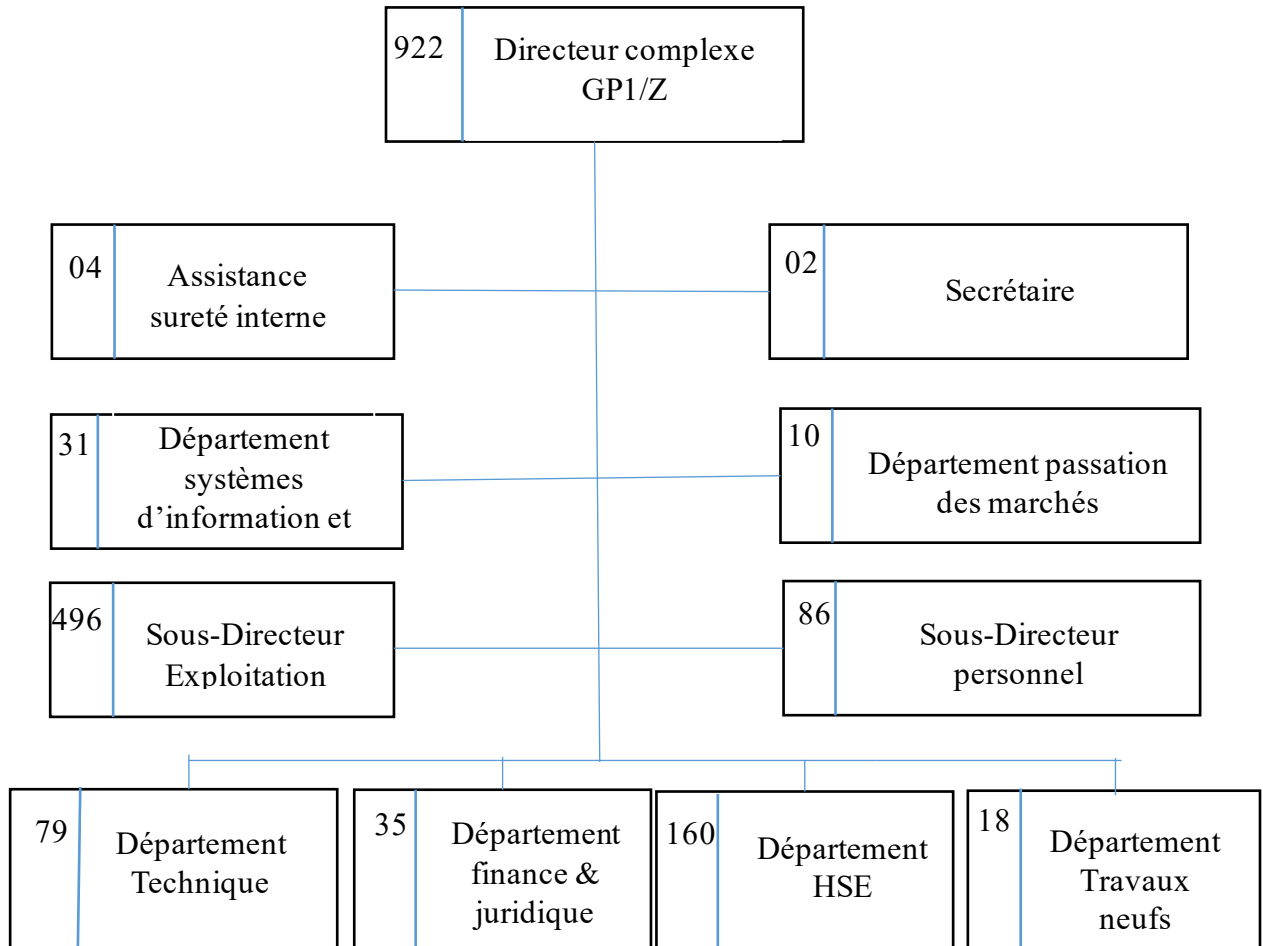 922
Directeur complexe
GP1/Z
04
Assistance
sureté interne
02
Secrétaire
31
Département
systèmes
d’information et
10
Département passation
des marchés
496
Sous-Directeur
Exploitation
86
Sous-Directeur
personnel
79
Département
Technique
35
Département
finance &
juridique
160
Département
HSE
18
Département
Travaux
neufs